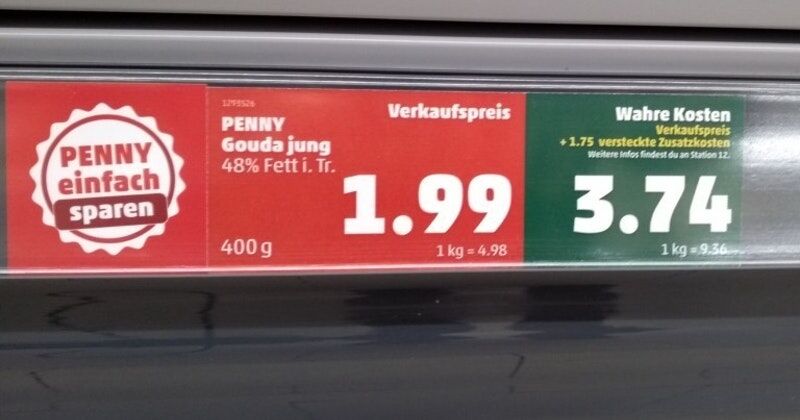 PENNY
einfach
sparen
Verkaufspreis
PENNY
Gouda jung
48% Fett i. Tr.
1.99
400 g
1 kg = 4.98
Wahre Kosten
Verkaufspreis
+ 1.75 versteckte Zusatzkosten
Weitere Infos findest du an Station 12.
3.74
1 kg = 9.36